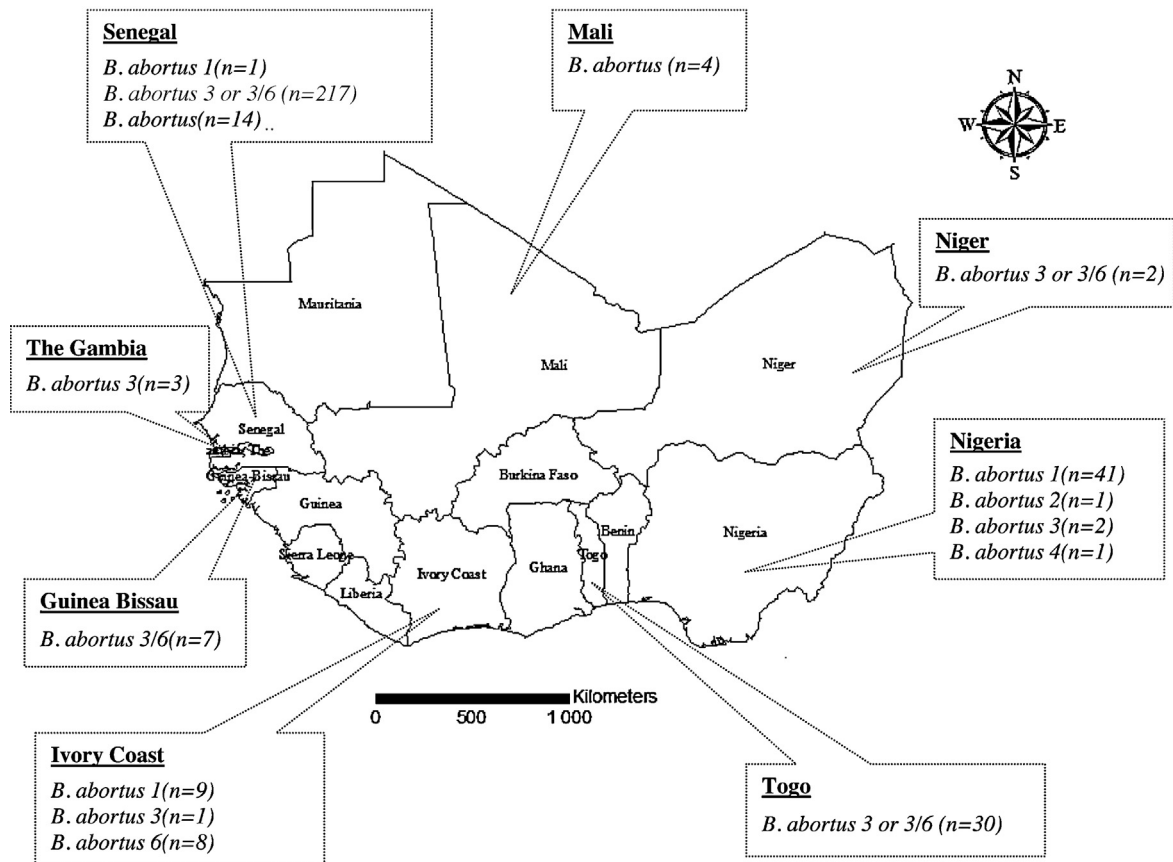 Senegal
B. abortus 1(n=1)
B. abortus 3 or 3/6 (n=217)
B. abortus(n=14)..
Mali
B. abortus (n=4)
N
W E
S
Niger
B. abortus 3 or 3/6 (n=2)
The Gambia
B. abortus 3(n=3)
Nigeria
B. abortus 1(n=41)
B. abortus 2(n=1)
B. abortus 3(n=2)
B. abortus 4(n=1)
Mauritania
Mali
Niger
Senegal
The
Guinea-Bissau
Guinea
Sierra Leone
Liberia
Ivory Coast
Burkina Faso
Ghana
Togo
Benin
Nigeria
Guinea Bissau
B. abortus 3/6(n=7)
Kilometers
0 500 1 000
Ivory Coast
B. abortus 1(n=9)
B. abortus 3(n=1)
B. abortus 6(n=8)
Togo
B. abortus 3 or 3/6 (n=30)